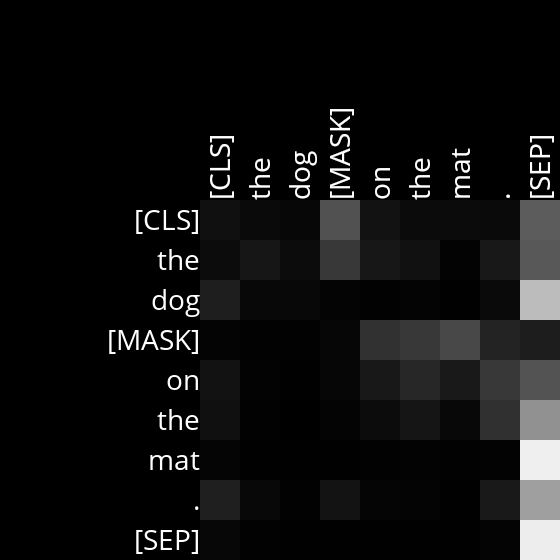 [CLS] the dog [MASK] on the mat . [SEP]
[CLS]
the
dog
[MASK]
on
the
mat
.
[SEP]